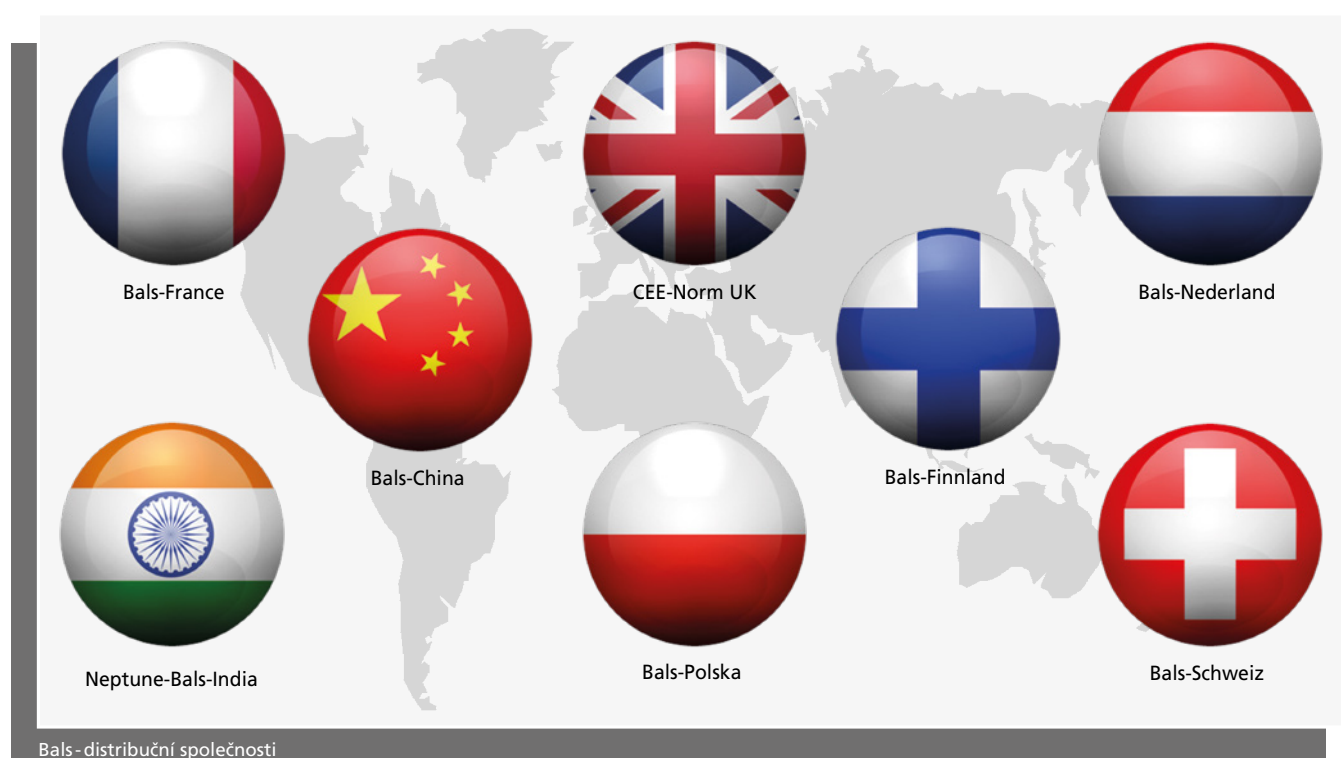 Bals-France
CEE-Norm UK
Bals-Nederland
Bals-China
Bals-Finnland
Neptune-Bals-India
Bals-Polska
Bals-Schweiz
Bals - distribuční společnosti